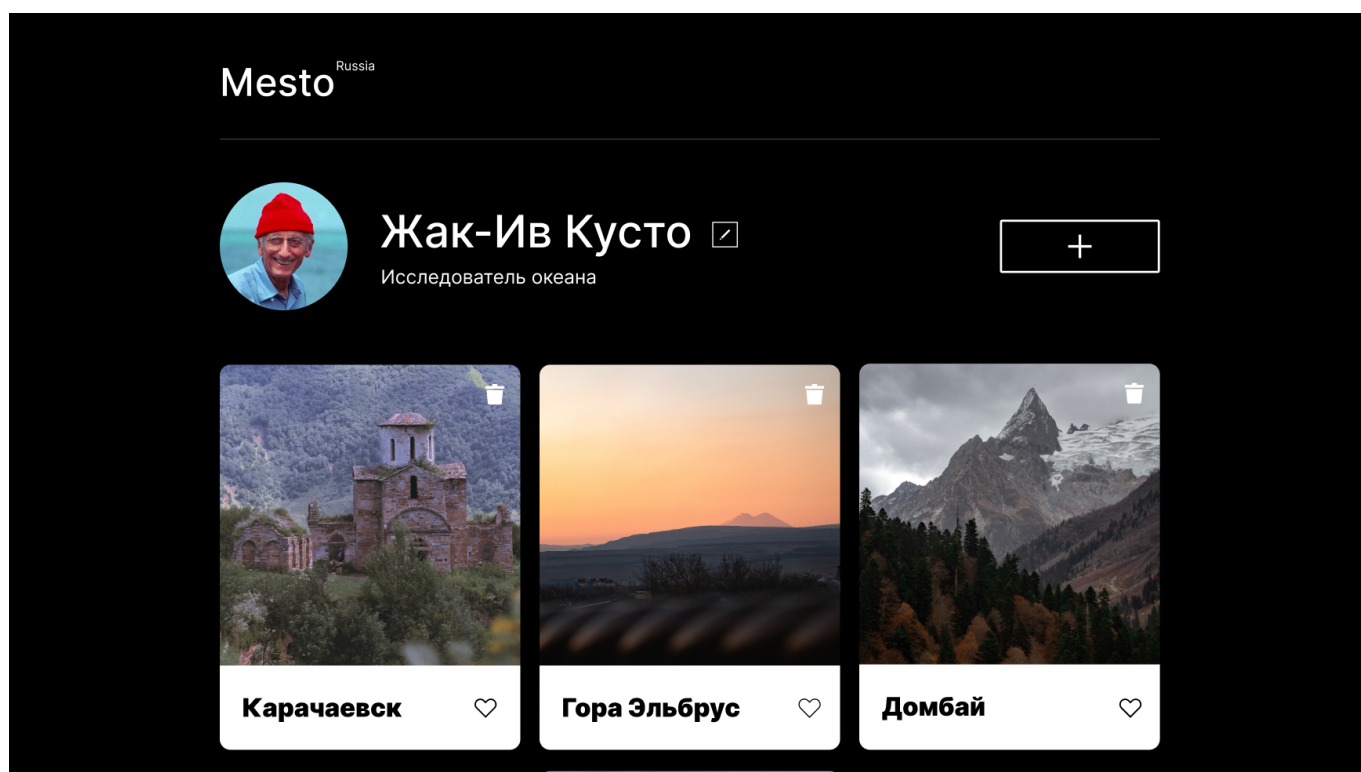 Mesto Russia
Жак-Ив Кусто
Исследователь океана
Карачаевск
Гора Эльбрус
Домбай